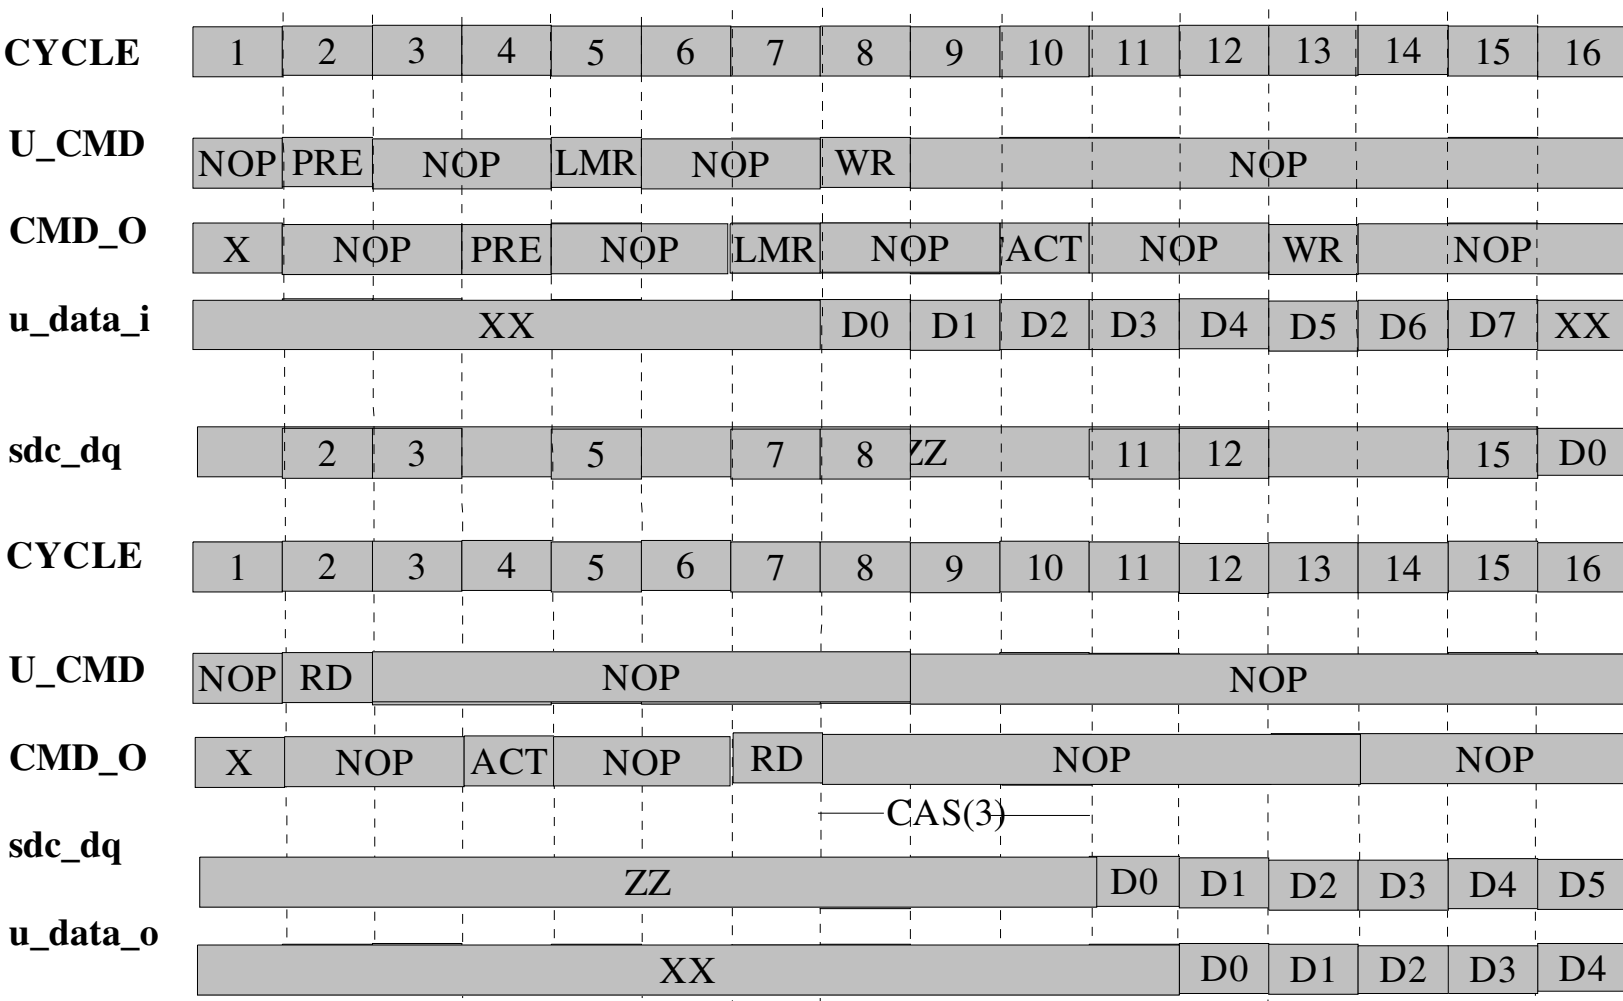 CYCLE 1 2 3 4 5 6 7 8 9 10 11 12 13 14 15 16
U_CMD NOP PRE NOP LMR NOP WR NOP
CMD_O X NOP PRE NOP LMR NOP ACT NOP WR NOP
u_data_i XX D0 D1 D2 D3 D4 D5 D6 D7 XX
sdc_dq 2 3 5 7 8 ZZ 11 12 15 D0
CYCLE 1 2 3 4 5 6 7 8 9 10 11 12 13 14 15 16
U_CMD NOP RD NOP NOP
CMD_O X NOP ACT NOP RD NOP NOP
CAS(3)
sdc_dq ZZ D0 D1 D2 D3 D4 D5
u_data_o XX D0 D1 D2 D3 D4